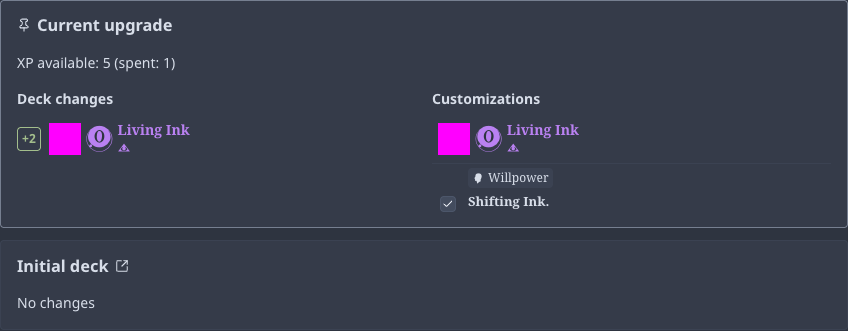 Current upgrade
XP available: 5 (spent: 1)
Deck changes
+2
0
Living Ink
Customizations
0
Living Ink
Willpower
Shifting Ink.
Initial deck
No changes